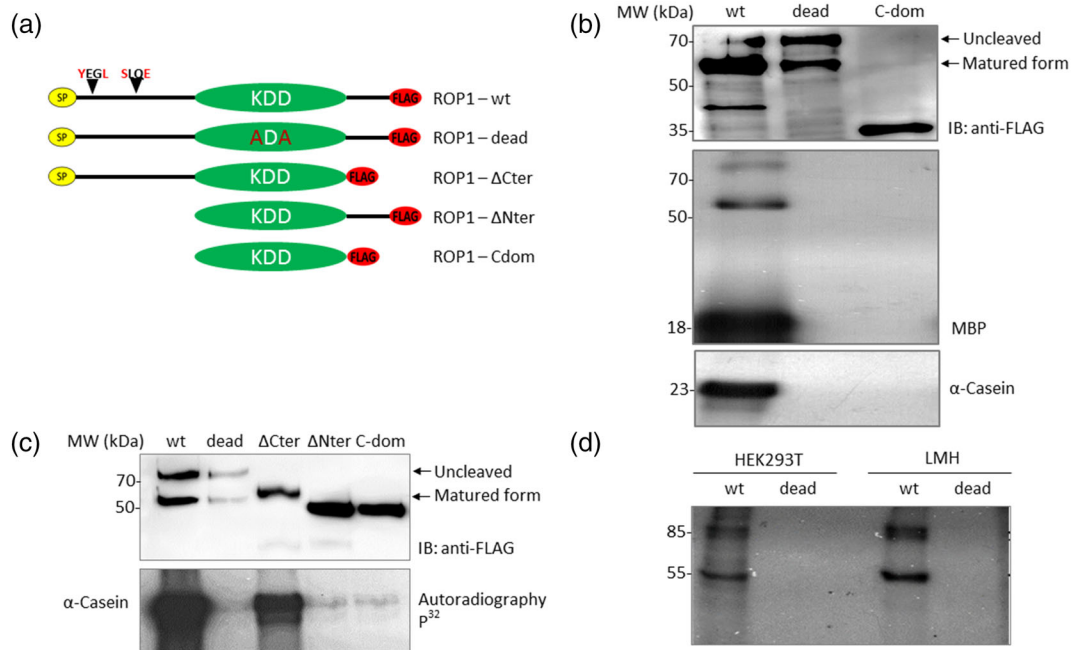 (a)
YEGL SLQE
SP KDD FLAG ROP1 – wt
SP ADA FLAG ROP1 – dead
SP KDD FLAG ROP1 – ΔCter
KDD FLAG ROP1 – ΔNter
KDD FLAG ROP1 – Cdom
(b)
MW (kDa) wt dead C-dom
70- ← Uncleaved
← Matured form
50-
35- IB: anti-FLAG
70-
50-
18- MBP
23- α-Casein
(c)
MW (kDa) wt dead ΔCter ΔNter C-dom
70- ← Uncleaved
← Matured form
50-
IB: anti-FLAG
α-Casein Autoradiography
P32
(d)
HEK293T LMH
wt dead wt dead
85-
55-